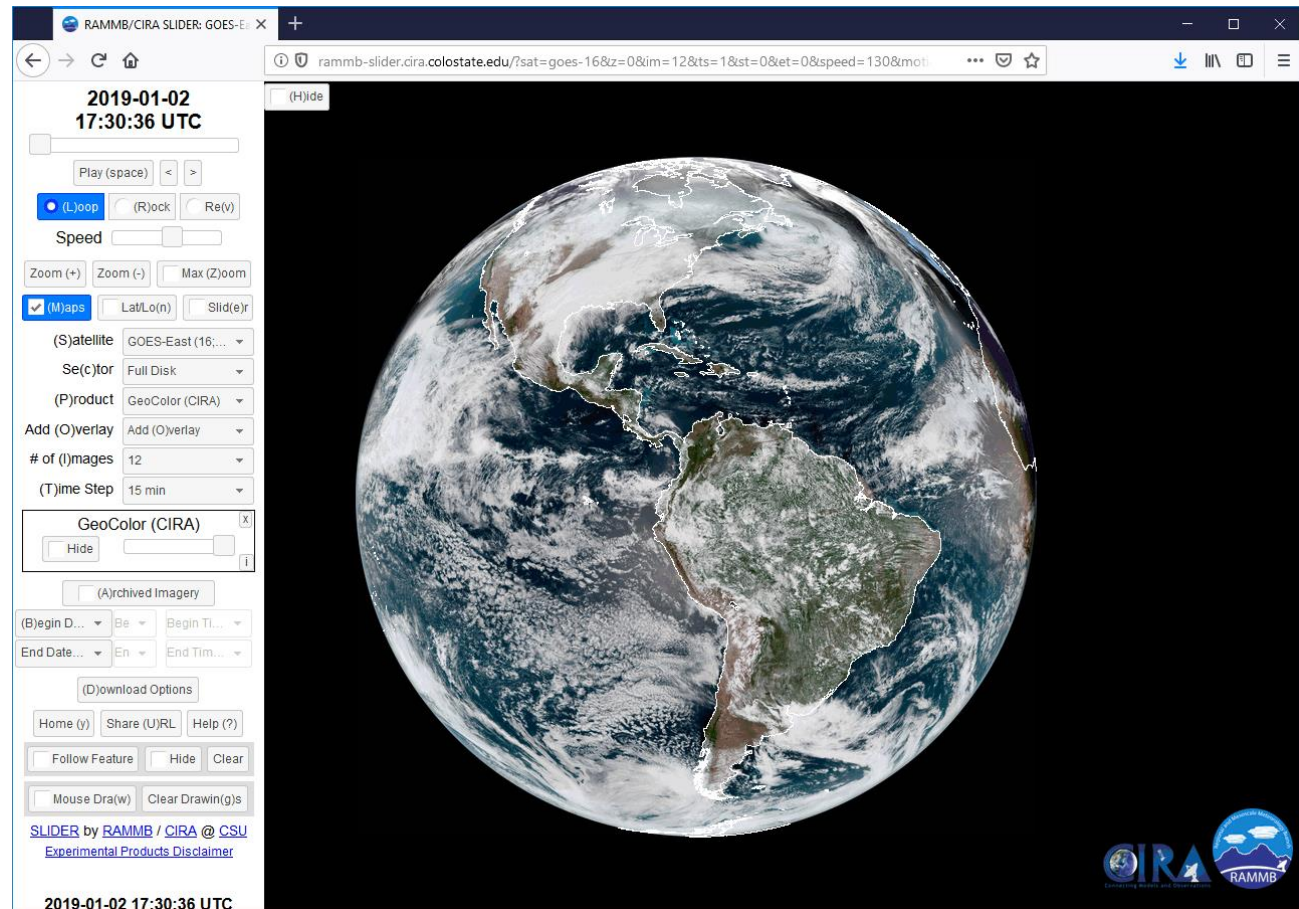 RAMMB/CIRA SLIDER: GOES-Ea
rammb-slider.cira.colostate.edu/?sat=goes-16&z=0&im=12&ts=1&st=0&et=0&speed=130&moti
2019-01-02
17:30:36 UTC
(H)ide
Play (space) < >
(L)oop (R)ock Re(v)
Speed
Zoom (+) Zoom (-) Max (Z)oom
(M)aps Lat/Lo(n) Slid(e)r
(S)atellite GOES-East (16;...
Se(c)tor Full Disk
(P)roduct GeoColor (CIRA)
Add (O)verlay Add (O)verlay
# of (I)mages 12
(T)ime Step 15 min
GeoColor (CIRA) X
Hide i
(A)rchived Imagery
(B)egin D... Be Begin Ti...
End Date... En End Tim...
(D)ownload Options
Home (y) Share (U)RL Help (?)
Follow Feature Hide Clear
Mouse Dra(w) Clear Drawin(g)s
SLIDER by RAMMB / CIRA @ CSU
Experimental Products Disclaimer
2019-01-02 17:30:36 UTC
CIRA
Connecting Models and Observations
RAMMB